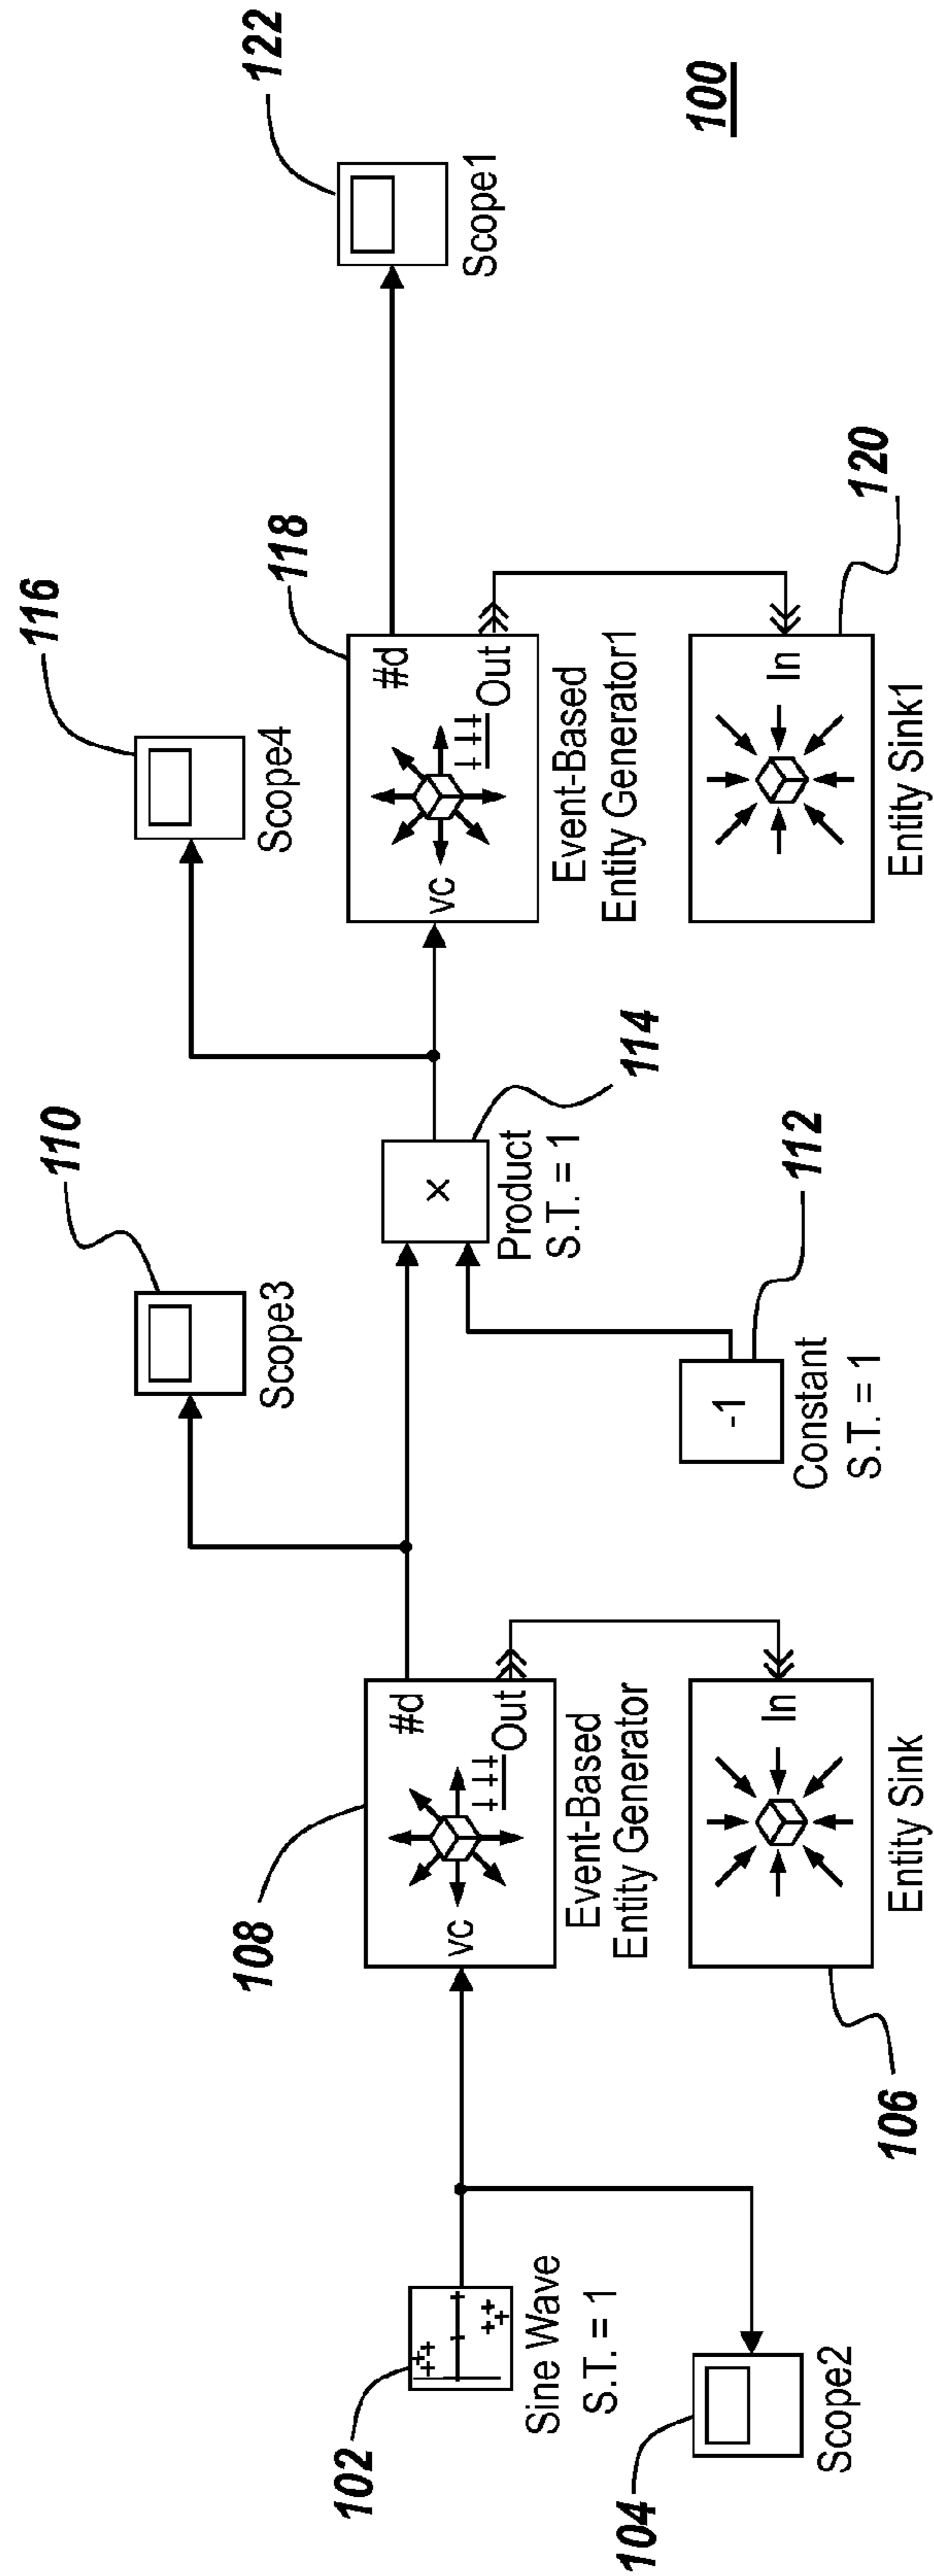 102
Sine Wave
S.T. = 1
104
Scope2
108
vc
#d
Out
Event-Based
Entity Generator
106
In
Entity Sink
110
Scope3
-1
Constant
S.T. = 1
112
×
Product
S.T. = 1
114
116
Scope4
118
vc
#d
Out
Event-Based
Entity Generator1
In
Entity Sink1
120
122
Scope1
100